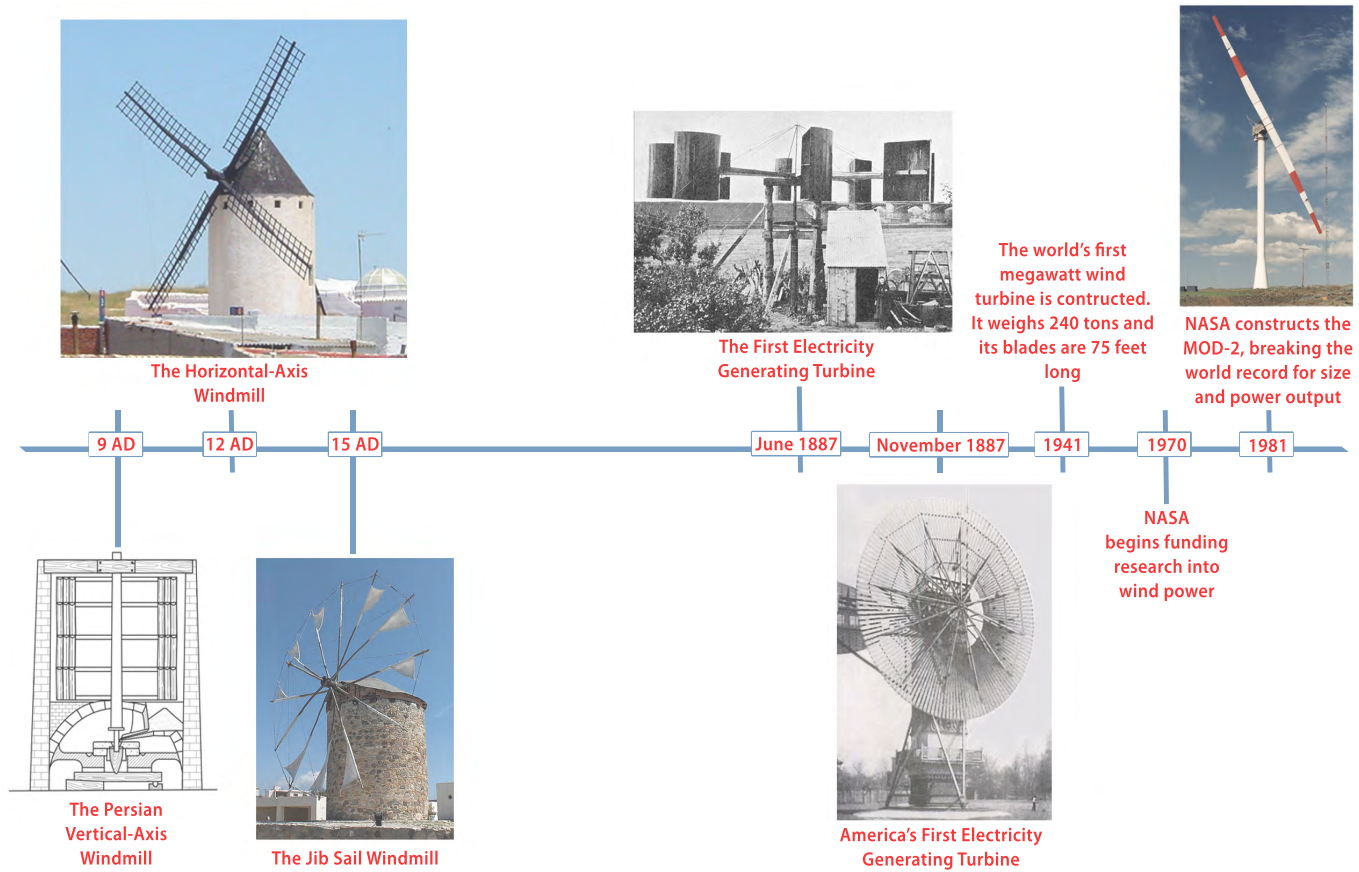 The Horizontal-Axis
Windmill
The First Electricity
Generating Turbine
The world's first
megawatt wind
turbine is contructed.
It weighs 240 tons and
its blades are 75 feet
long
NASA constructs the
MOD-2, breaking the
world record for size
and power output
9 AD
12 AD
15 AD
June 1887
November 1887
1941
1970
1981
NASA
begins funding
research into
wind power
The Persian
Vertical-Axis
Windmill
The Jib Sail Windmill
America's First Electricity
Generating Turbine